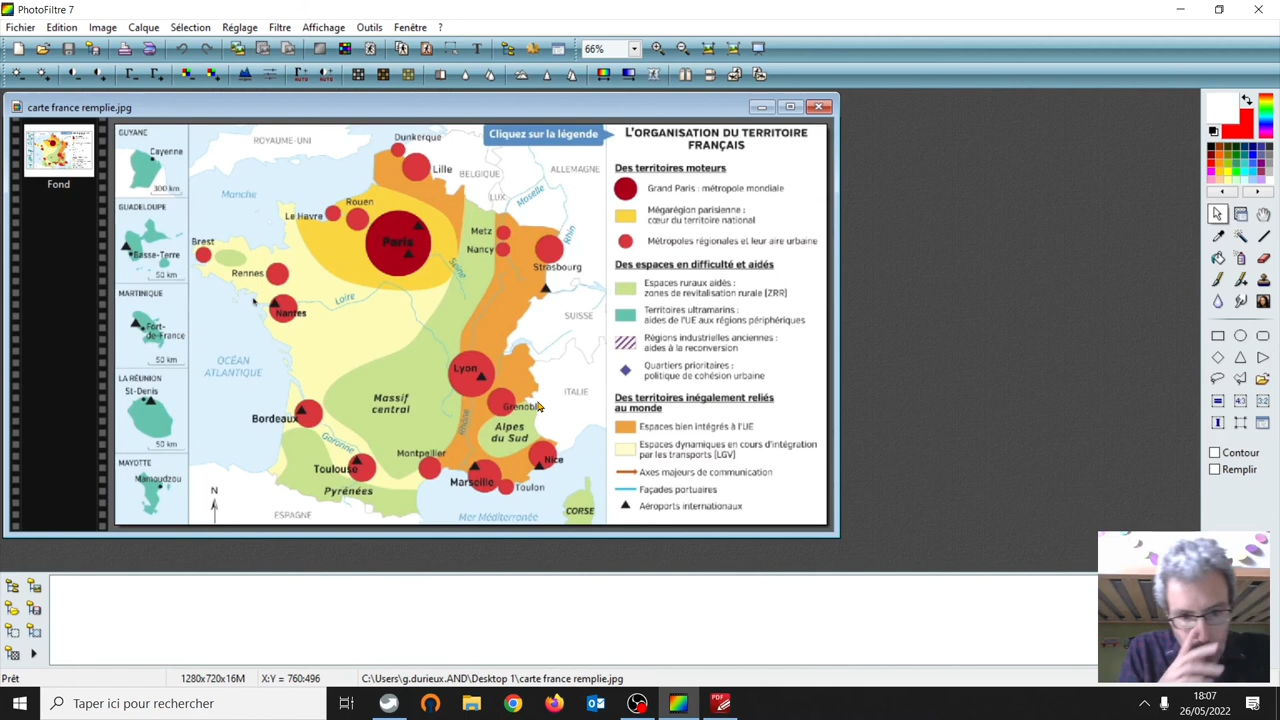 PhotoFiltre 7
Fichier Edition Image Calque Sélection Réglage Filtre Affichage Outils Fenêtre ?
66%
carte france remplie.jpg
Fond
GUYANE
Cayenne
300 km
GUADELOUPE
Basse-Terre
50 km
MARTINIQUE
Fort-
de-France
50 km
LA RÉUNION
St-Denis
50 km
MAYOTTE
Mamoudzou
ROYAUME-UNI
Dunkerque
Lille
BELGIQUE
LUX
ALLEMAGNE
Moselle
Rhin
Manche
Rouen
Le Havre
Paris
Metz
Nancy
Strasbourg
Brest
Rennes
Seine
Nantes
Loire
SUISSE
OCÉAN
ATLANTIQUE
Lyon
ITALIE
Massif
central
Grenoble
Rhône
Alpes
du Sud
Bordeaux
Garonne
Montpellier
Nice
Toulouse
Marseille
Toulon
Pyrénées
N
ESPAGNE
Mer Méditerranée
CORSE
Cliquez sur la légende
L'ORGANISATION DU TERRITOIRE
FRANÇAIS
Des territoires moteurs
Grand Paris : métropole mondiale
Mégarégion parisienne :
cœur du territoire national
Métropoles régionales et leur aire urbaine
Des espaces en difficulté et aidés
Espaces ruraux aidés :
zones de revitalisation rurale (ZRR)
Territoires ultramarins :
aides de l'UE aux régions périphériques
Régions industrielles anciennes :
aides à la reconversion
Quartiers prioritaires :
politique de cohésion urbaine
Des territoires inégalement reliés
au monde
Espaces bien intégrés à l'UE
Espaces dynamiques en cours d'intégration
par les transports (LGV)
Axes majeurs de communication
Façades portuaires
Aéroports internationaux
Contour
Remplir
Prêt
1280x720x16M
X:Y = 760:496
C:\Users\g.durieux.AND\Desktop 1\carte france remplie.jpg
Taper ici pour rechercher
18:07
26/05/2022